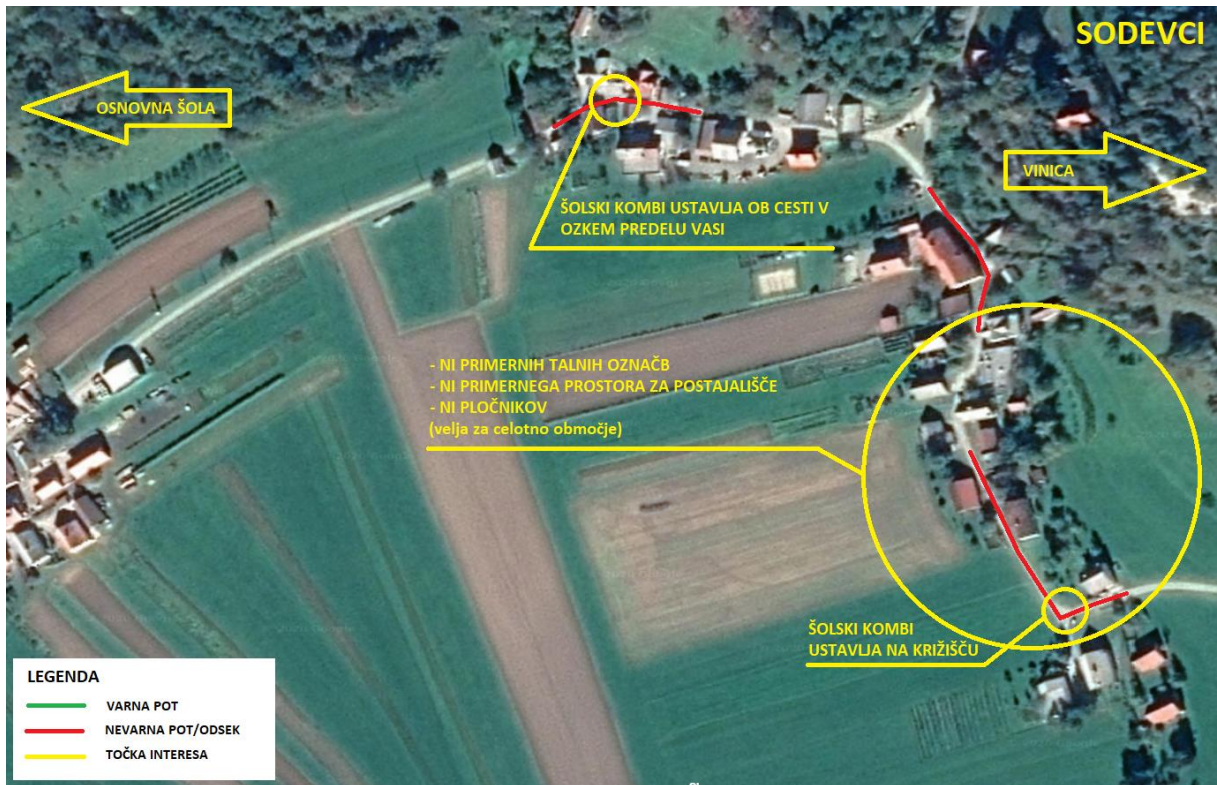 SODEVCI
OSNOVNA ŠOLA
VINICA
ŠOLSKI KOMBI USTAVLJA OB CESTI V
OZKEM PREDELU VASI
- NI PRIMERNIH TALNIH OZNAČB
- NI PRIMERNEGA PROSTORA ZA POSTAJALIŠČE
- NI PLOČNIKOV
(velja za celotno območje)
ŠOLSKI KOMBI
USTAVLJA NA KRIŽIŠČU
LEGENDA
VARNA POT
NEVARNA POT/ODSEK
TOČKA INTERESA